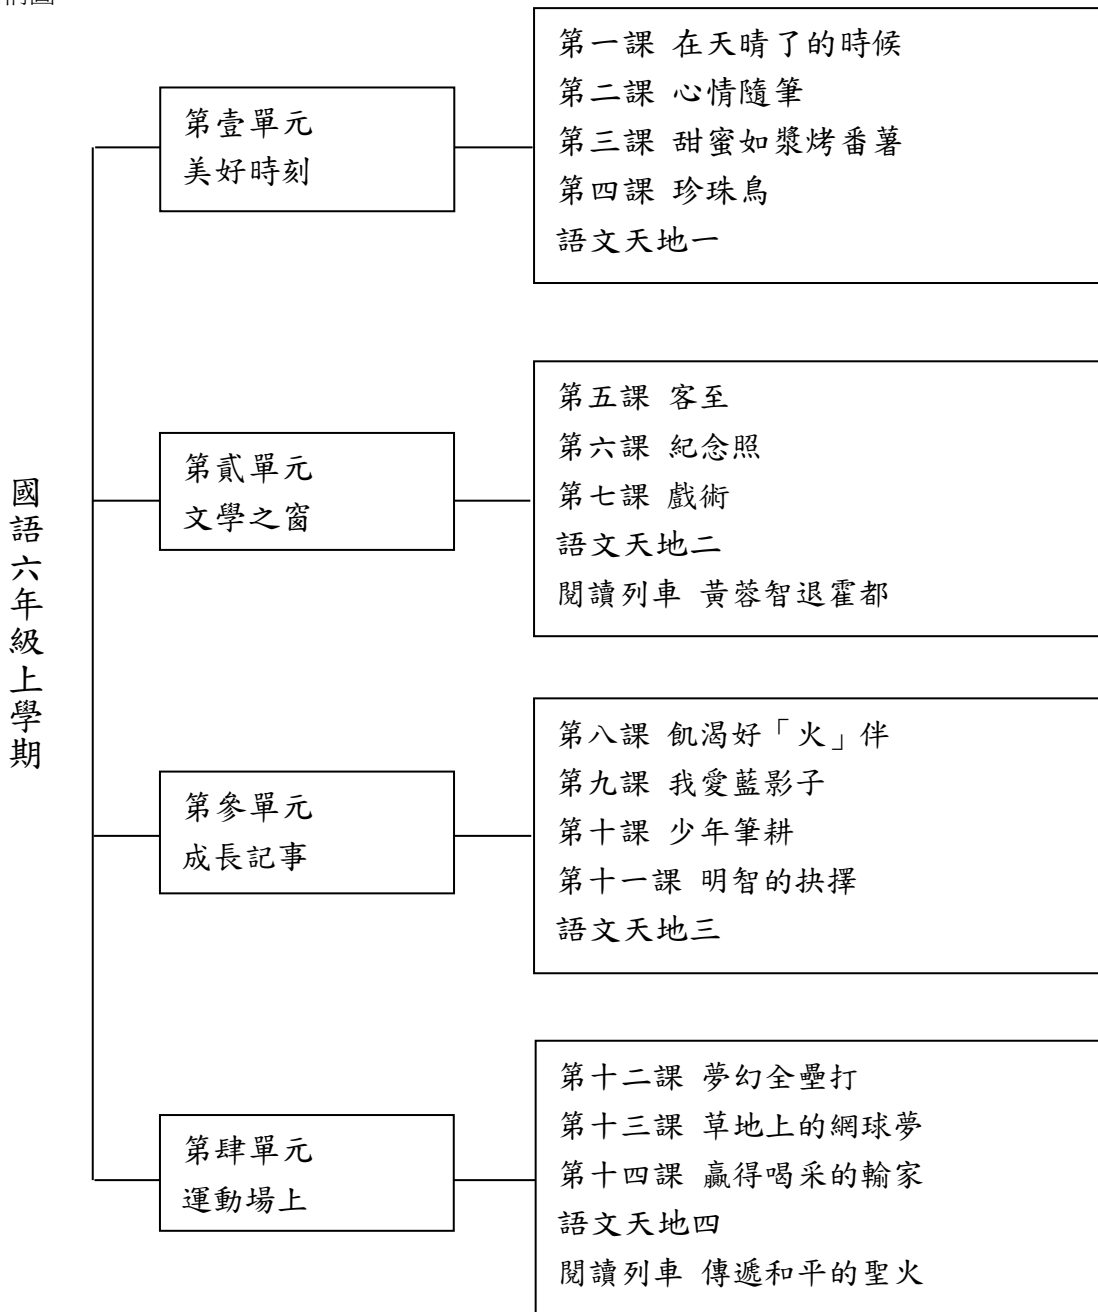 國語六年級上學期
第壹單元
美好時刻
第一課 在天晴了的時候
第二課 心情隨筆
第三課 甜蜜如漿烤番薯
第四課 珍珠鳥
語文天地一
第貳單元
文學之窗
第五課 客至
第六課 紀念照
第七課 戲術
語文天地二
閱讀列車 黃蓉智退霍都
第參單元
成長記事
第八課 飢渴好「火」伴
第九課 我愛藍影子
第十課 少年筆耕
第十一課 明智的抉擇
語文天地三
第肆單元
運動場上
第十二課 夢幻全壘打
第十三課 草地上的網球夢
第十四課 贏得喝采的輸家
語文天地四
閱讀列車 傳遞和平的聖火